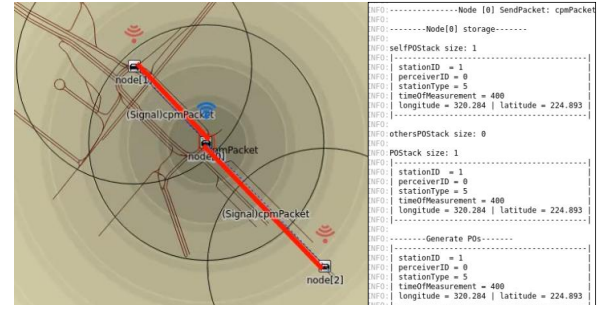 node[1]
(Signal)cpmPacket
cpmPacket
node[0]
(Signal)cpmPacket
node[2]
INFO:---------------Node [0] SendPacket: cpmPacket
INFO:
INFO:--------Node[0] storage-------
INFO:
INFO:selfPOStack size: 1
INFO:|-----------------------------------------------|
INFO:| stationID  = 1 |
INFO:| perceiverID = 0 |
INFO:| stationType = 5 |
INFO:| timeOfMeasurement = 400 |
INFO:| longitude = 320.284 | latitude = 224.893 |
INFO:|-----------------------------------------------|
INFO:
INFO:othersPOStack size: 0
INFO:
INFO:POStack size: 1
INFO:|-----------------------------------------------|
INFO:| stationID  = 1 |
INFO:| perceiverID = 0 |
INFO:| stationType = 5 |
INFO:| timeOfMeasurement = 400 |
INFO:| longitude = 320.284 | latitude = 224.893 |
INFO:|-----------------------------------------------|
INFO:
INFO:--------Generate POs-------
INFO:|-----------------------------------------------|
INFO:| stationID  = 1 |
INFO:| perceiverID = 0 |
INFO:| stationType = 5 |
INFO:| timeOfMeasurement = 400 |
INFO:| longitude = 320.284 | latitude = 224.893 |